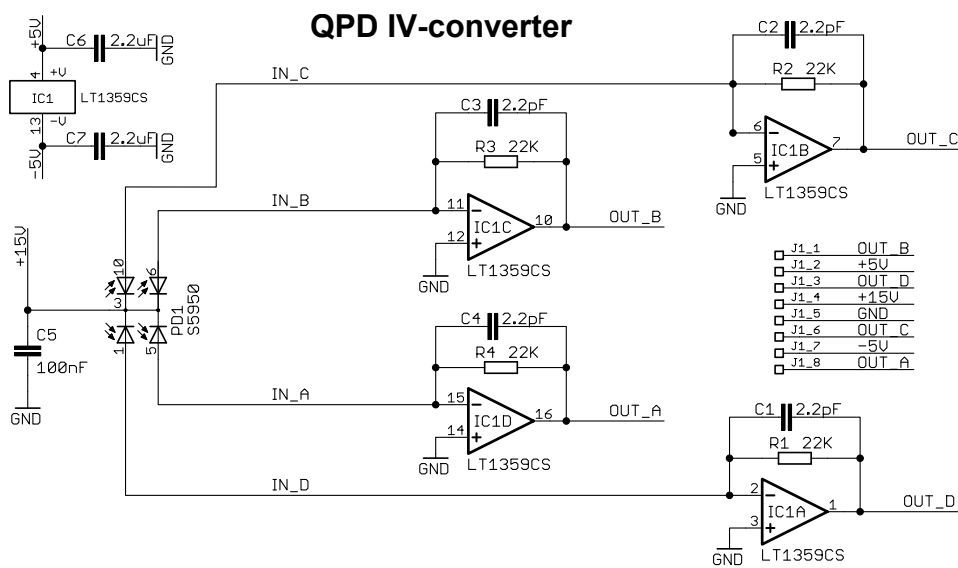 QPD IV-converter
+5V
C6 2.2uF
GND
4 +V
IC1
LT1359CS
13 -V
C7 2.2uF
GND
-5V
IN_C
C2 2.2pF
R2 22K
6
IC1B
7
OUT_C
5
GND
LT1359CS
C3 2.2pF
R3 22K
IN_B
11
IC1C
10
OUT_B
12
GND
LT1359CS
+15V
10
6
3
PD1
S5950
1
5
C5
100nF
GND
J1_1 OUT_B
J1_2 +5V
J1_3 OUT_D
J1_4 +15V
J1_5 GND
J1_6 OUT_C
J1_7 -5V
J1_8 OUT_A
C4 2.2pF
R4 22K
IN_A
15
IC1D
16
OUT_A
14
GND
LT1359CS
C1 2.2pF
R1 22K
IN_D
2
IC1A
1
OUT_D
3
GND
LT1359CS